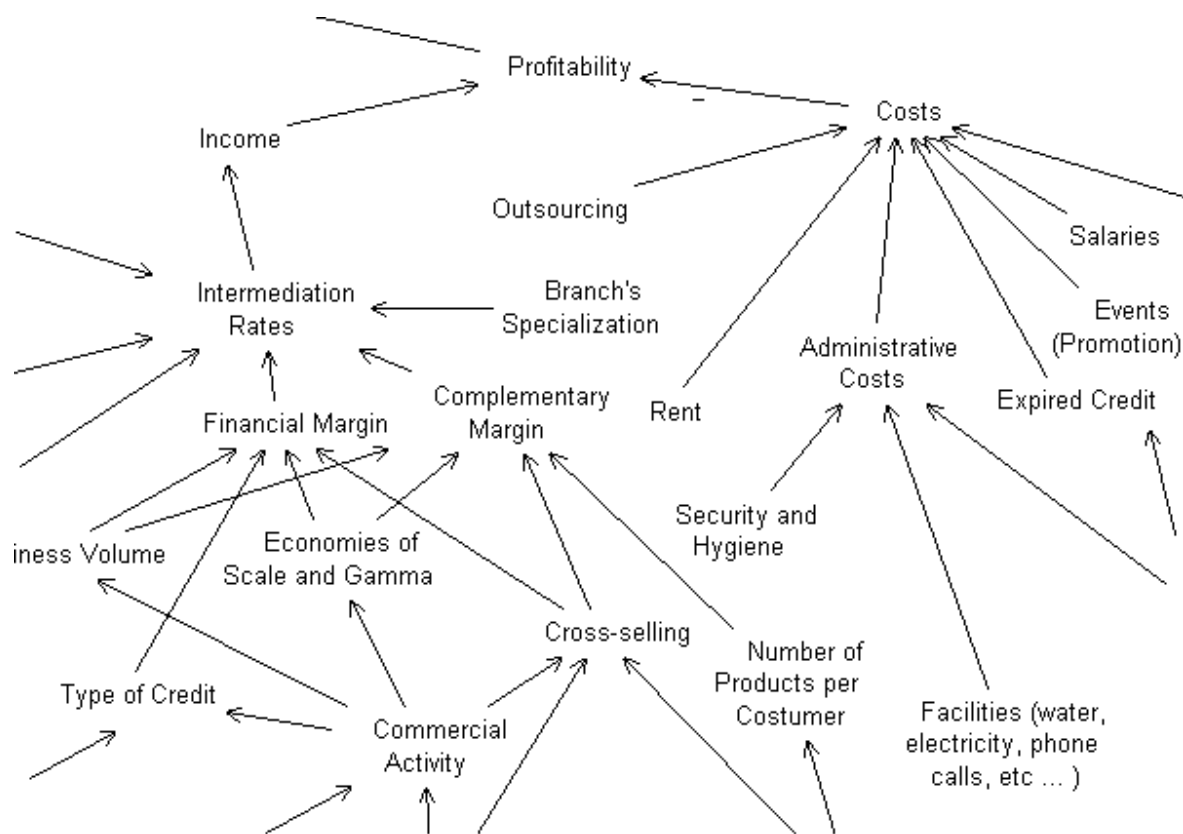 Profitability
–
Costs
Income
Outsourcing
Salaries
Intermediation
Rates
Branch's
Specialization
Events
(Promotion)
Administrative
Costs
Expired Credit
Financial Margin
Complementary
Margin
Rent
Security and
Hygiene
iness Volume
Economies of
Scale and Gamma
Cross-selling
Number of
Products per
Costumer
Type of Credit
Commercial
Activity
Facilities (water,
electricity, phone
calls, etc ... )